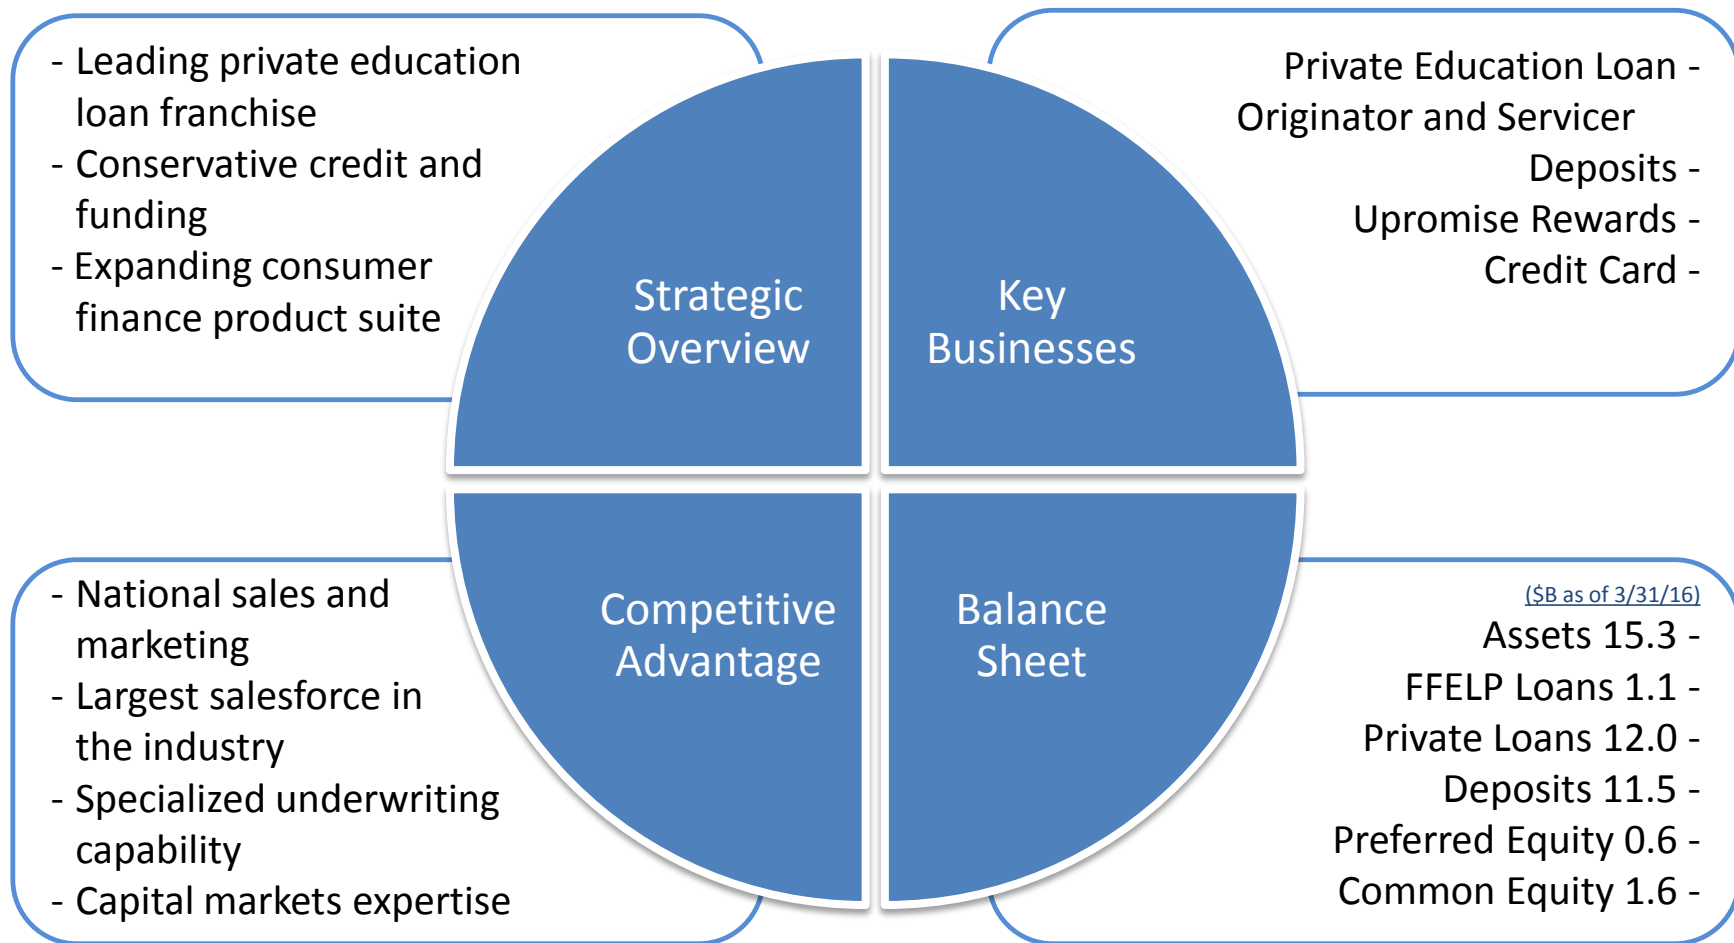 - Leading private education
loan franchise
- Conservative credit and
funding
- Expanding consumer
finance product suite
Strategic
Overview
Private Education Loan -
Originator and Servicer
Deposits -
Upromise Rewards -
Credit Card -
Key
Businesses
- National sales and
marketing
- Largest salesforce in
the industry
- Specialized underwriting
capability
- Capital markets expertise
Competitive
Advantage
Balance
Sheet
($B as of 3/31/16)
Assets 15.3 -
FFELP Loans 1.1 -
Private Loans 12.0 -
Deposits 11.5 -
Preferred Equity 0.6 -
Common Equity 1.6 -